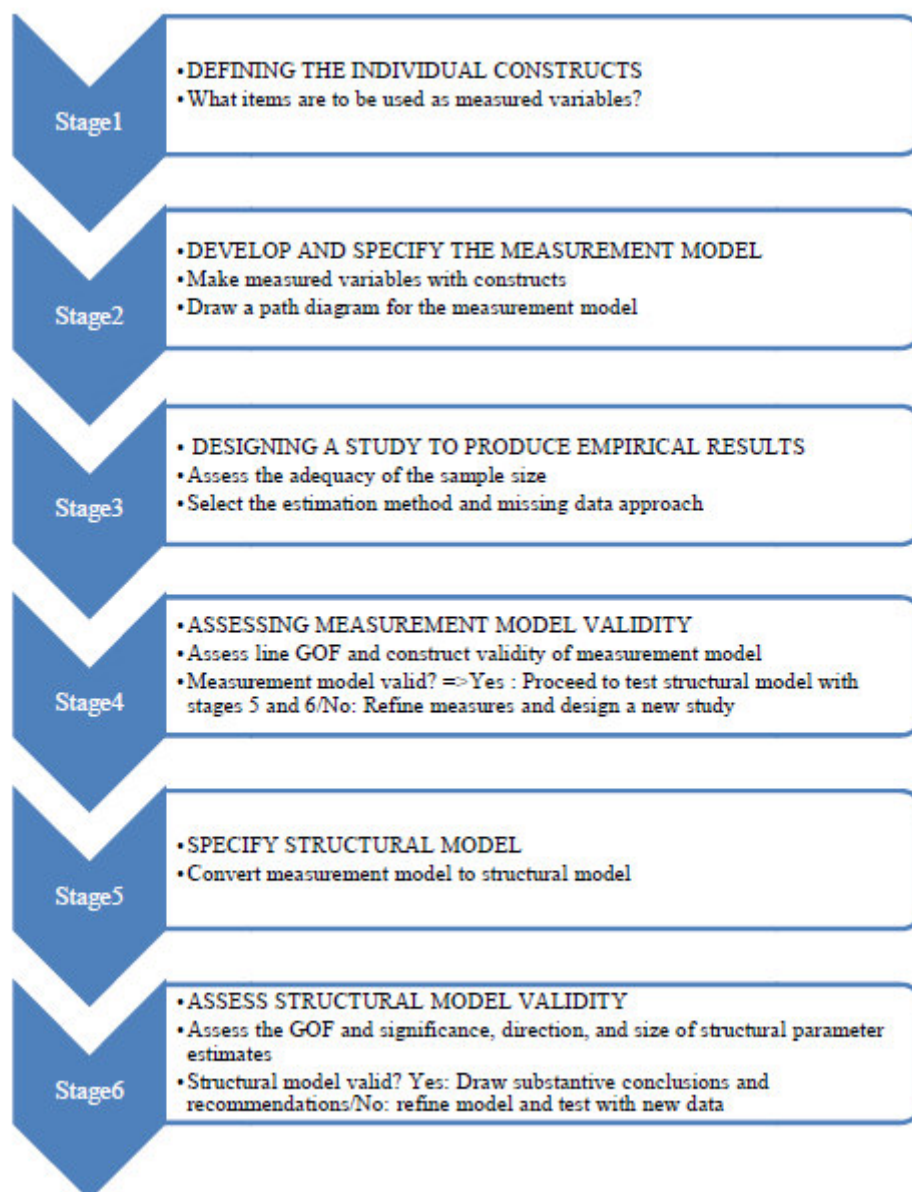 Stage1
•DEFINING THE INDIVIDUAL CONSTRUCTS
•What items are to be used as measured variables?
Stage2
•DEVELOP AND SPECIFY THE MEASUREMENT MODEL
•Make measured variables with constructs
•Draw a path diagram for the measurement model
Stage3
• DESIGNING A STUDY TO PRODUCE EMPIRICAL RESULTS
•Assess the adequacy of the sample size
•Select the estimation method and missing data approach
Stage4
•ASSESSING MEASUREMENT MODEL VALIDITY
•Assess line GOF and construct validity of measurement model
•Measurement model valid? =>Yes : Proceed to test structural model with
stages 5 and 6/No: Refine measures and design a new study
Stage5
•SPECIFY STRUCTURAL MODEL
•Convert measurement model to structural model
Stage6
•ASSESS STRUCTURAL MODEL VALIDITY
•Assess the GOF and significance, direction, and size of structural parameter
estimates
•Structural model valid? Yes: Draw substantive conclusions and
recommendations/No: refine model and test with new data